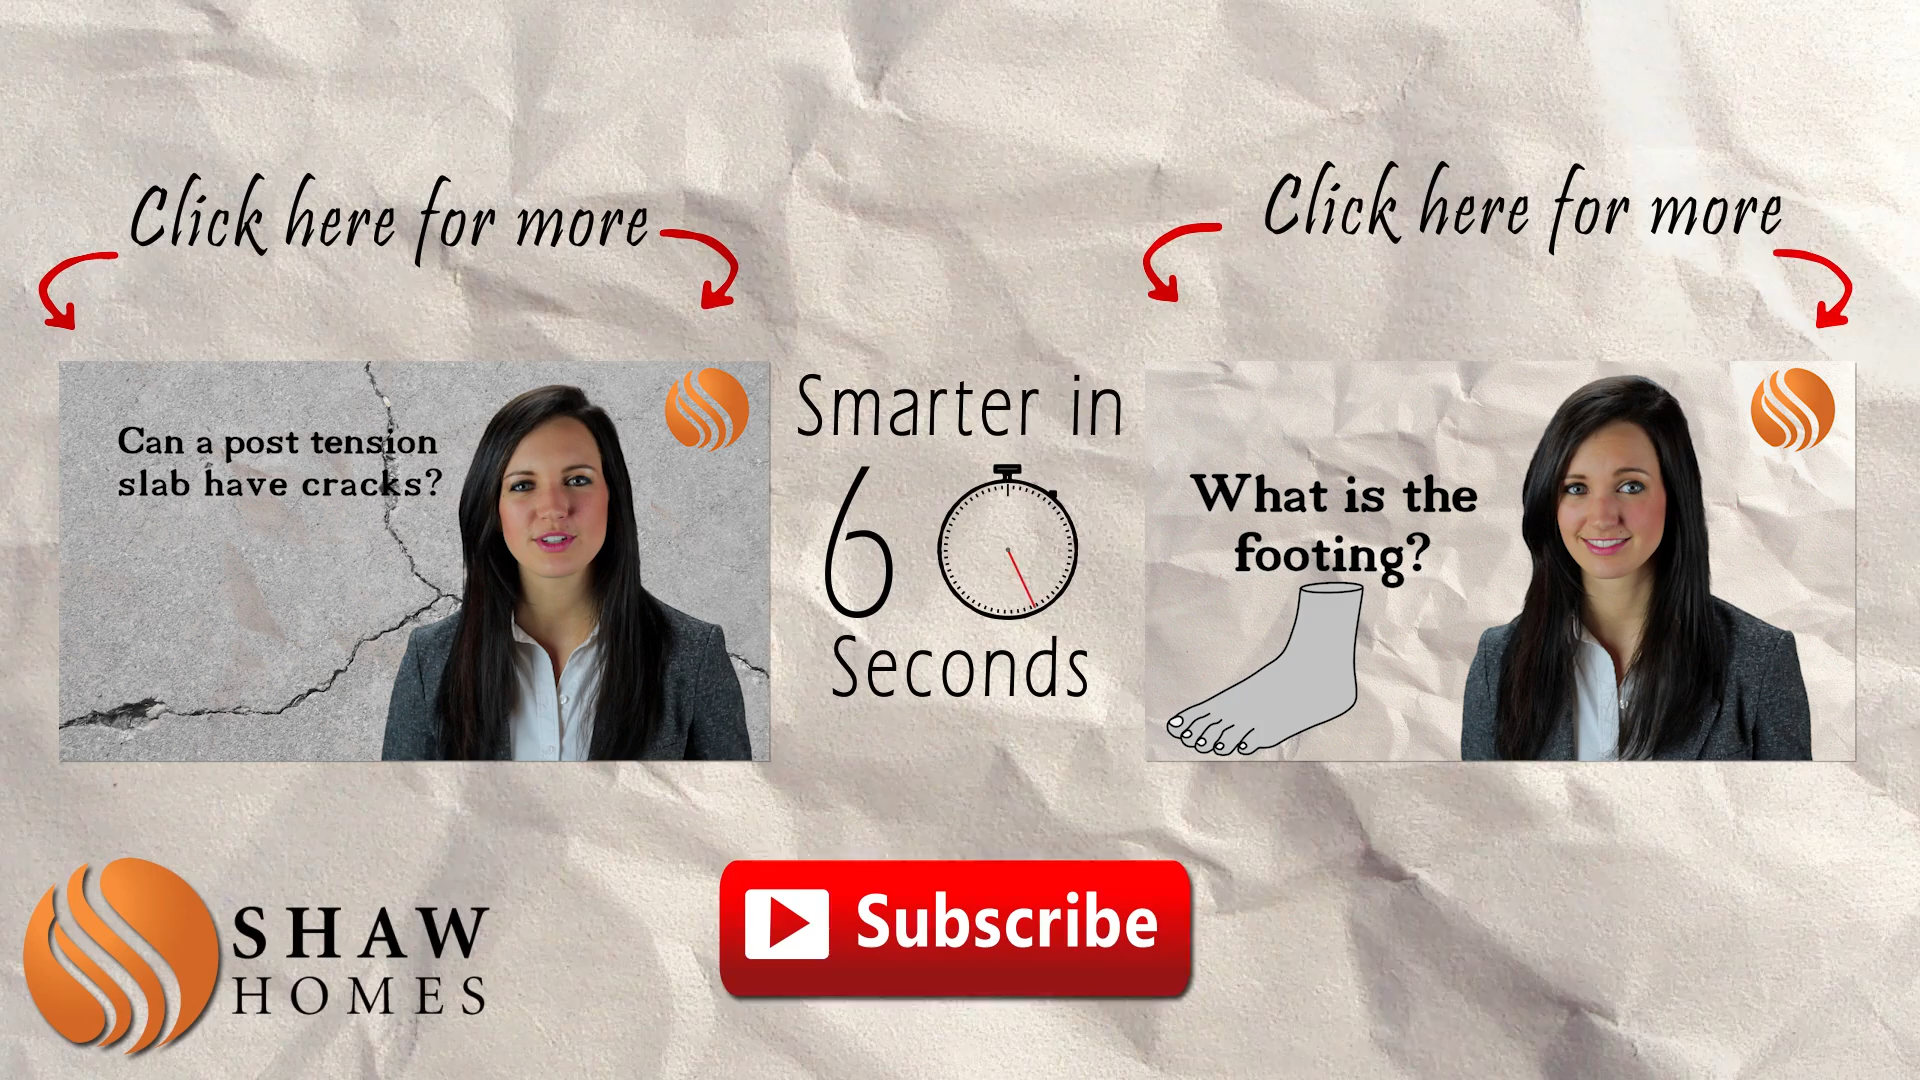 Click here for more
Click here for more
Can a post tension
slab have cracks?
Smarter in
6
Seconds
What is the
footing?
SHAW
HOMES
Subscribe